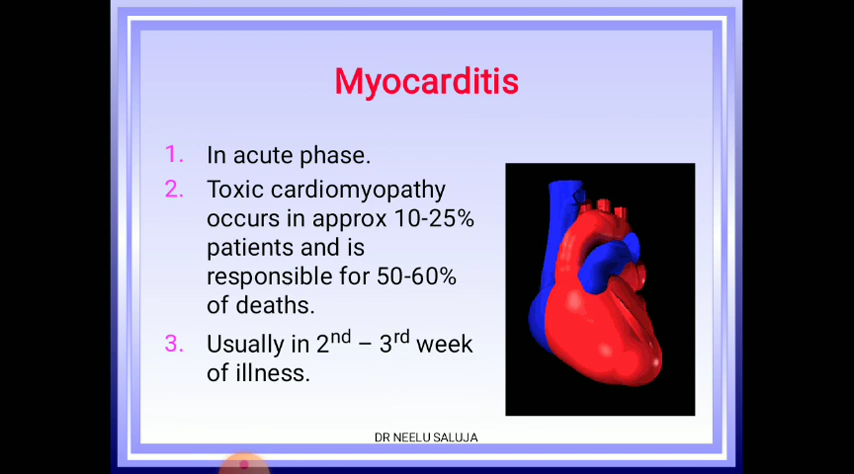 Myocarditis
1. In acute phase.
2. Toxic cardiomyopathy
occurs in approx 10-25%
patients and is
responsible for 50-60%
of deaths.
3. Usually in 2nd – 3rd week
of illness.
DR NEELU SALUJA